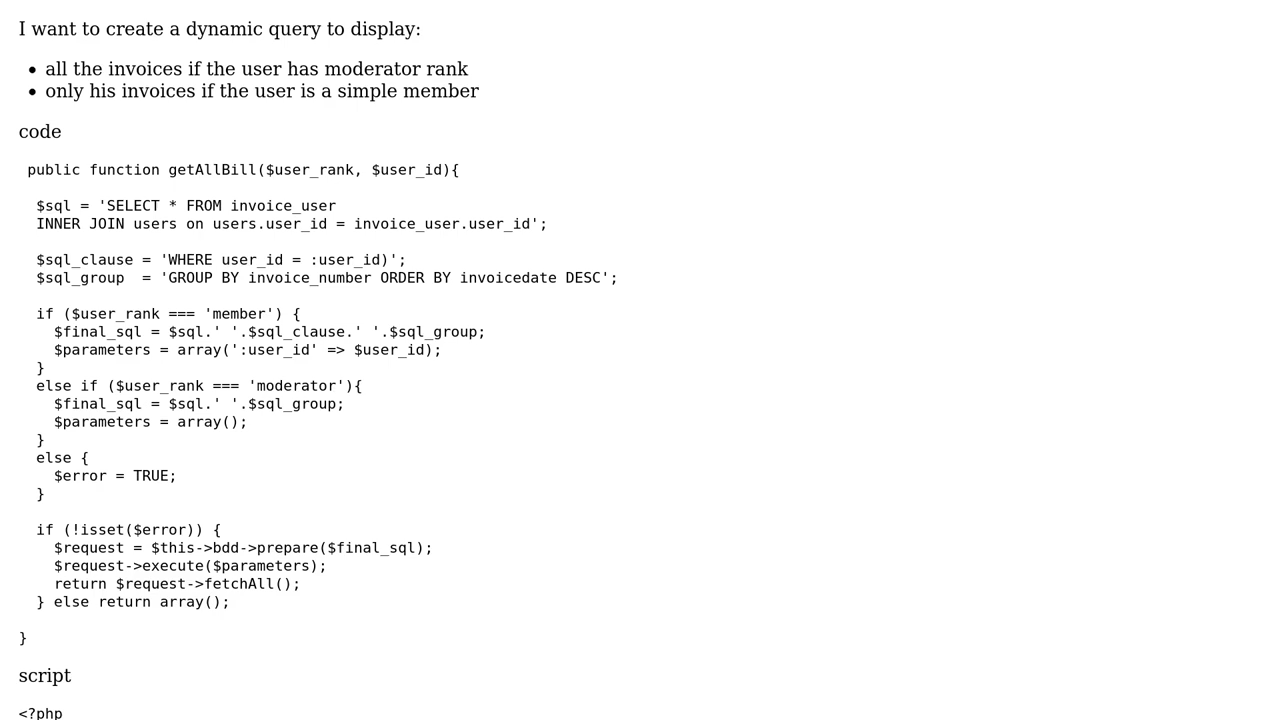 I want to create a dynamic query to display:
• all the invoices if the user has moderator rank
• only his invoices if the user is a simple member
code
public function getAllBill($user_rank, $user_id){
$sql = 'SELECT * FROM invoice_user
INNER JOIN users on users.user_id = invoice_user.user_id';
$sql_clause = 'WHERE user_id = :user_id)';
$sql_group  = 'GROUP BY invoice_number ORDER BY invoicedate DESC';
if ($user_rank === 'member') {
$final_sql = $sql.' '.$sql_clause.' '.$sql_group;
$parameters = array(':user_id' => $user_id);
}
else if ($user_rank === 'moderator'){
$final_sql = $sql.' '.$sql_group;
$parameters = array();
}
else {
$error = TRUE;
}
if (!isset($error)) {
$request = $this->bdd->prepare($final_sql);
$request->execute($parameters);
return $request->fetchAll();
} else return array();
}
script
<?php